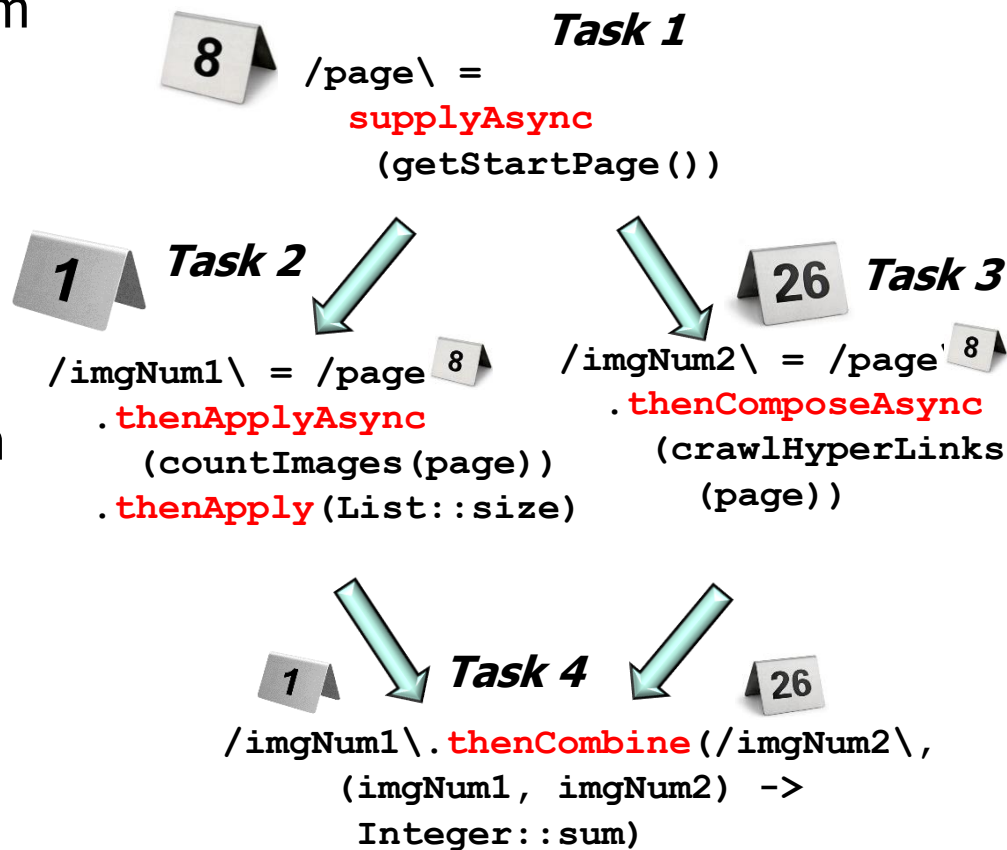 m
Task 1
8
/page\ =
supplyAsync
(getStartPage())
1
Task 2
26
Task 3
/imgNum1\ = /page 8
.thenApplyAsync
(countImages(page))
.thenApply(List::size)
/imgNum2\ = /page\ 8
.thenComposeAsync
(crawlHyperLinks
(page))
n
1
Task 4
26
/imgNum1\.thenCombine(/imgNum2\,
(imgNum1, imgNum2) ->
Integer::sum)